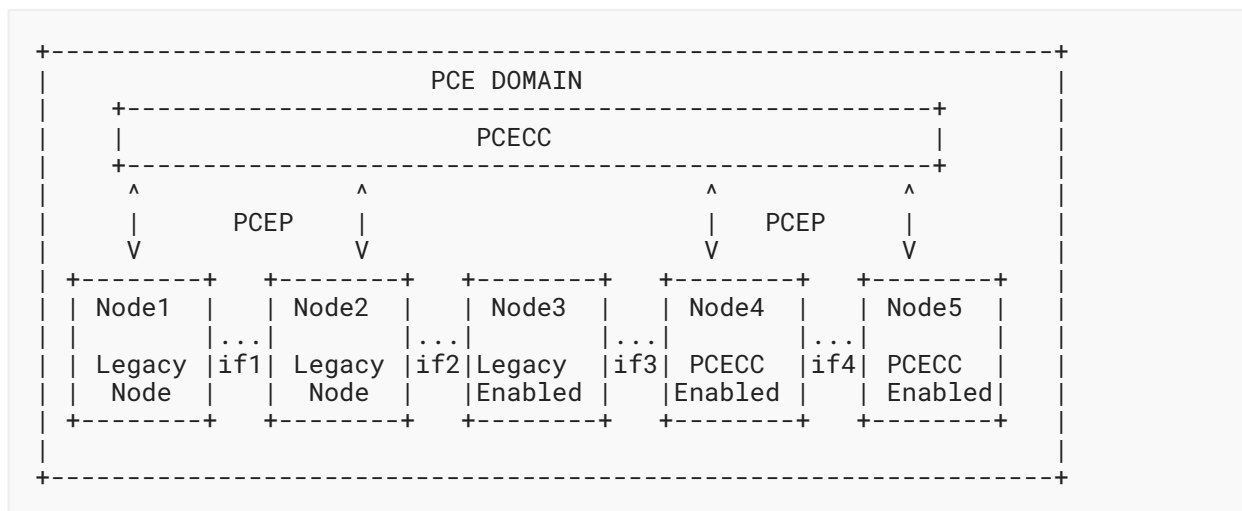 +------------------------------------------------------------------+
|                         PCE DOMAIN                               |
|    +-----------------------------------------------------+       |
|    |                       PCECC                         |       |
|    +-----------------------------------------------------+       |
|     ^              ^                      ^            ^         |
|     |      PCEP    |                      |   PCEP     |         |
|     V              V                      V            V         |
| +--------+   +--------+   +--------+   +--------+   +--------+   |
| | Node1  |   | Node2  |   | Node3  |   | Node4  |   | Node5  |   |
| |        |...|        |...|        |...|        |...|        |   |
| | Legacy |if1| Legacy |if2|Legacy  |if3| PCECC  |if4| PCECC  |   |
| |  Node  |   |  Node  |   |Enabled |   |Enabled |   | Enabled|   |
| +--------+   +--------+   +--------+   +--------+   +--------+   |
|                                                                  |
+------------------------------------------------------------------+